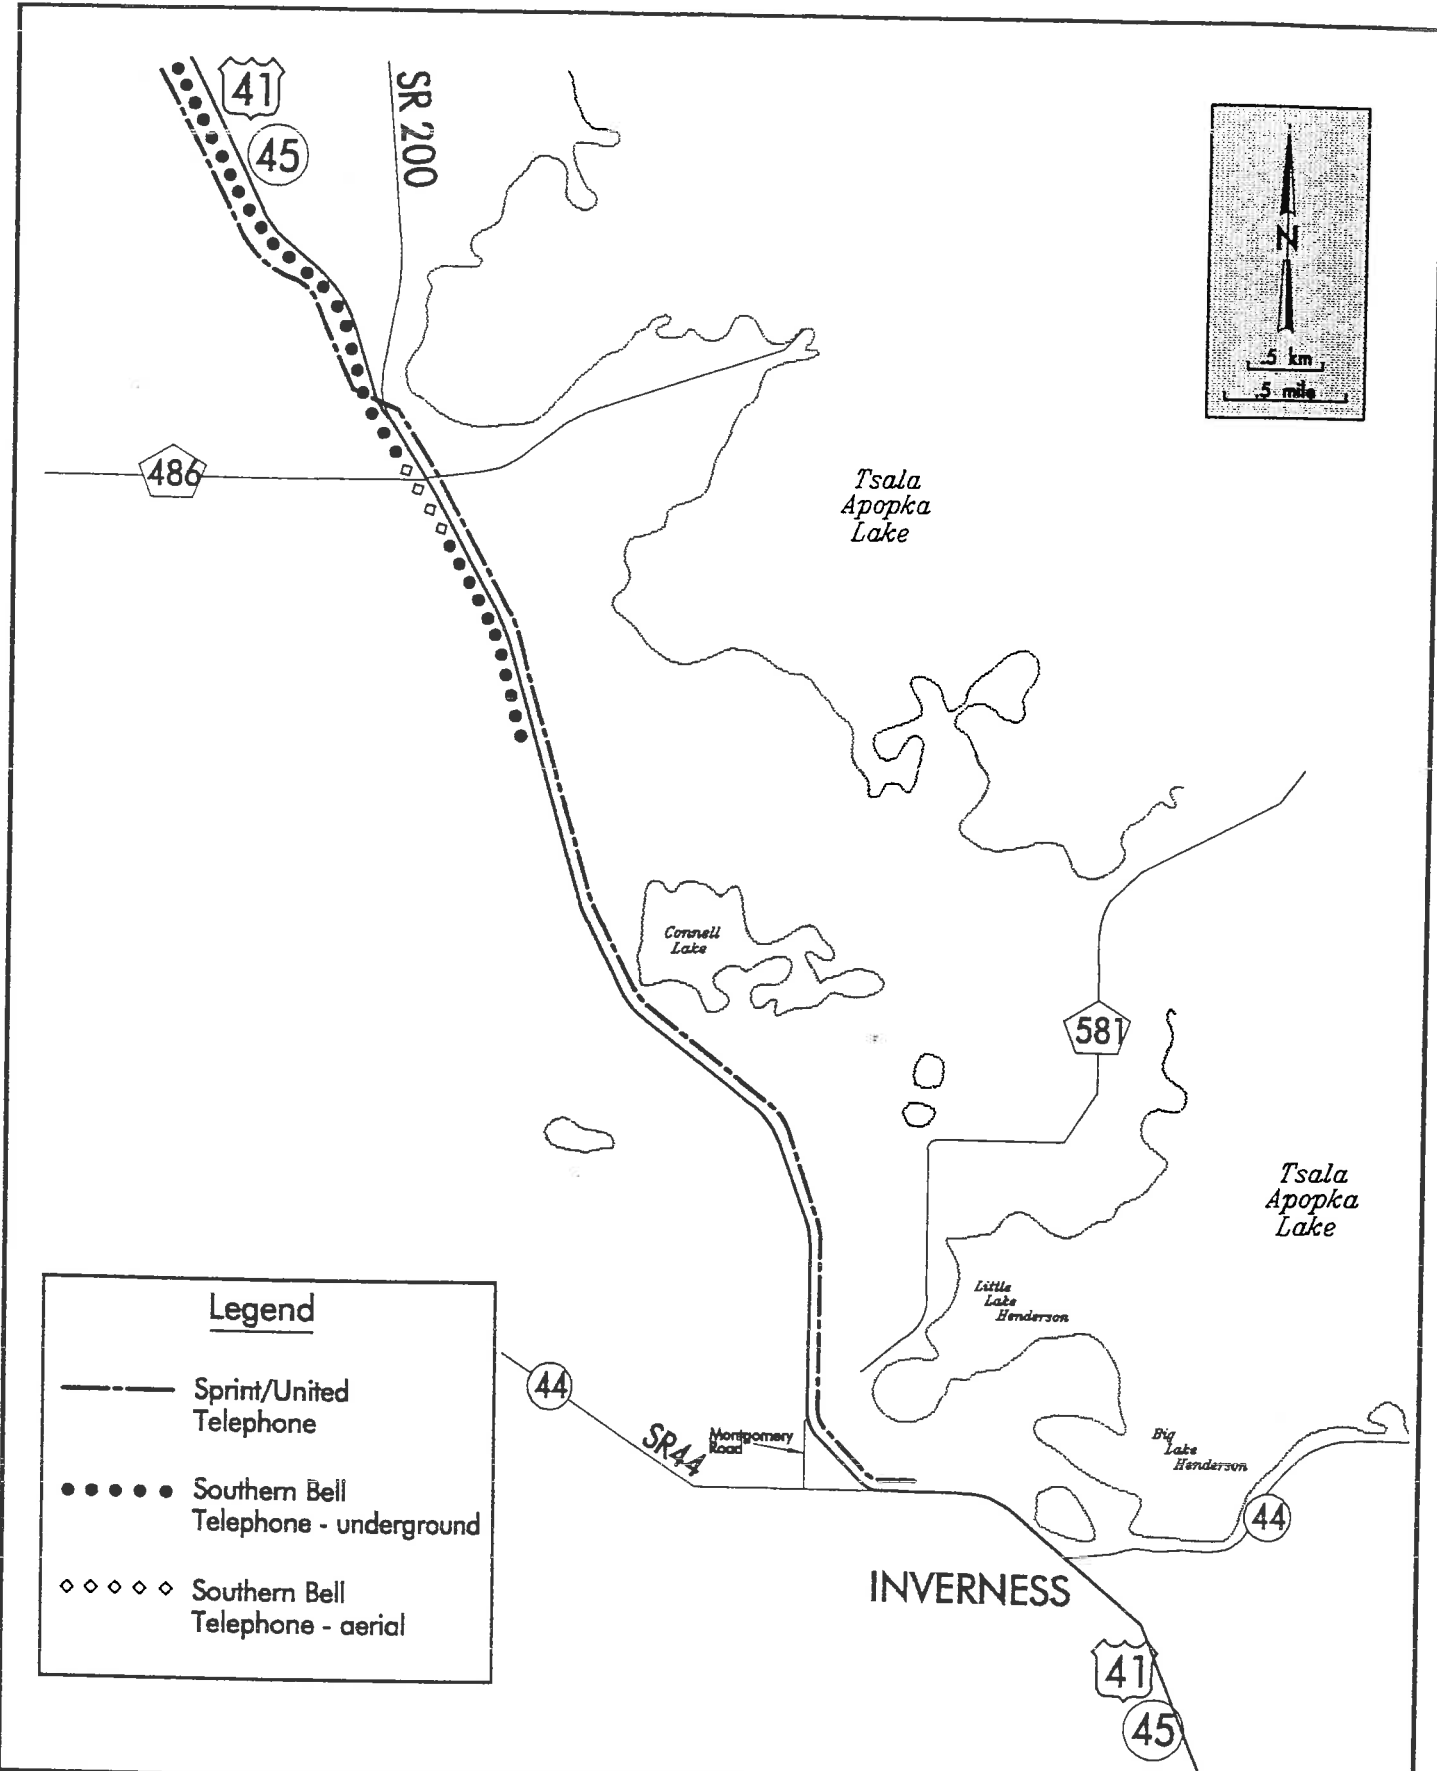 41
45
SR 200
N
.5 km
.5 mile
486
Tsala
Apopka
Lake
Connell
Lake
581
Tsala
Apopka
Lake
Little
Lake
Henderson
Legend
Sprint/United
Telephone
Southern Bell
Telephone - underground
Southern Bell
Telephone - aerial
44
SR44
Montgomery
Road
Big
Lake
Henderson
44
INVERNESS
41
45